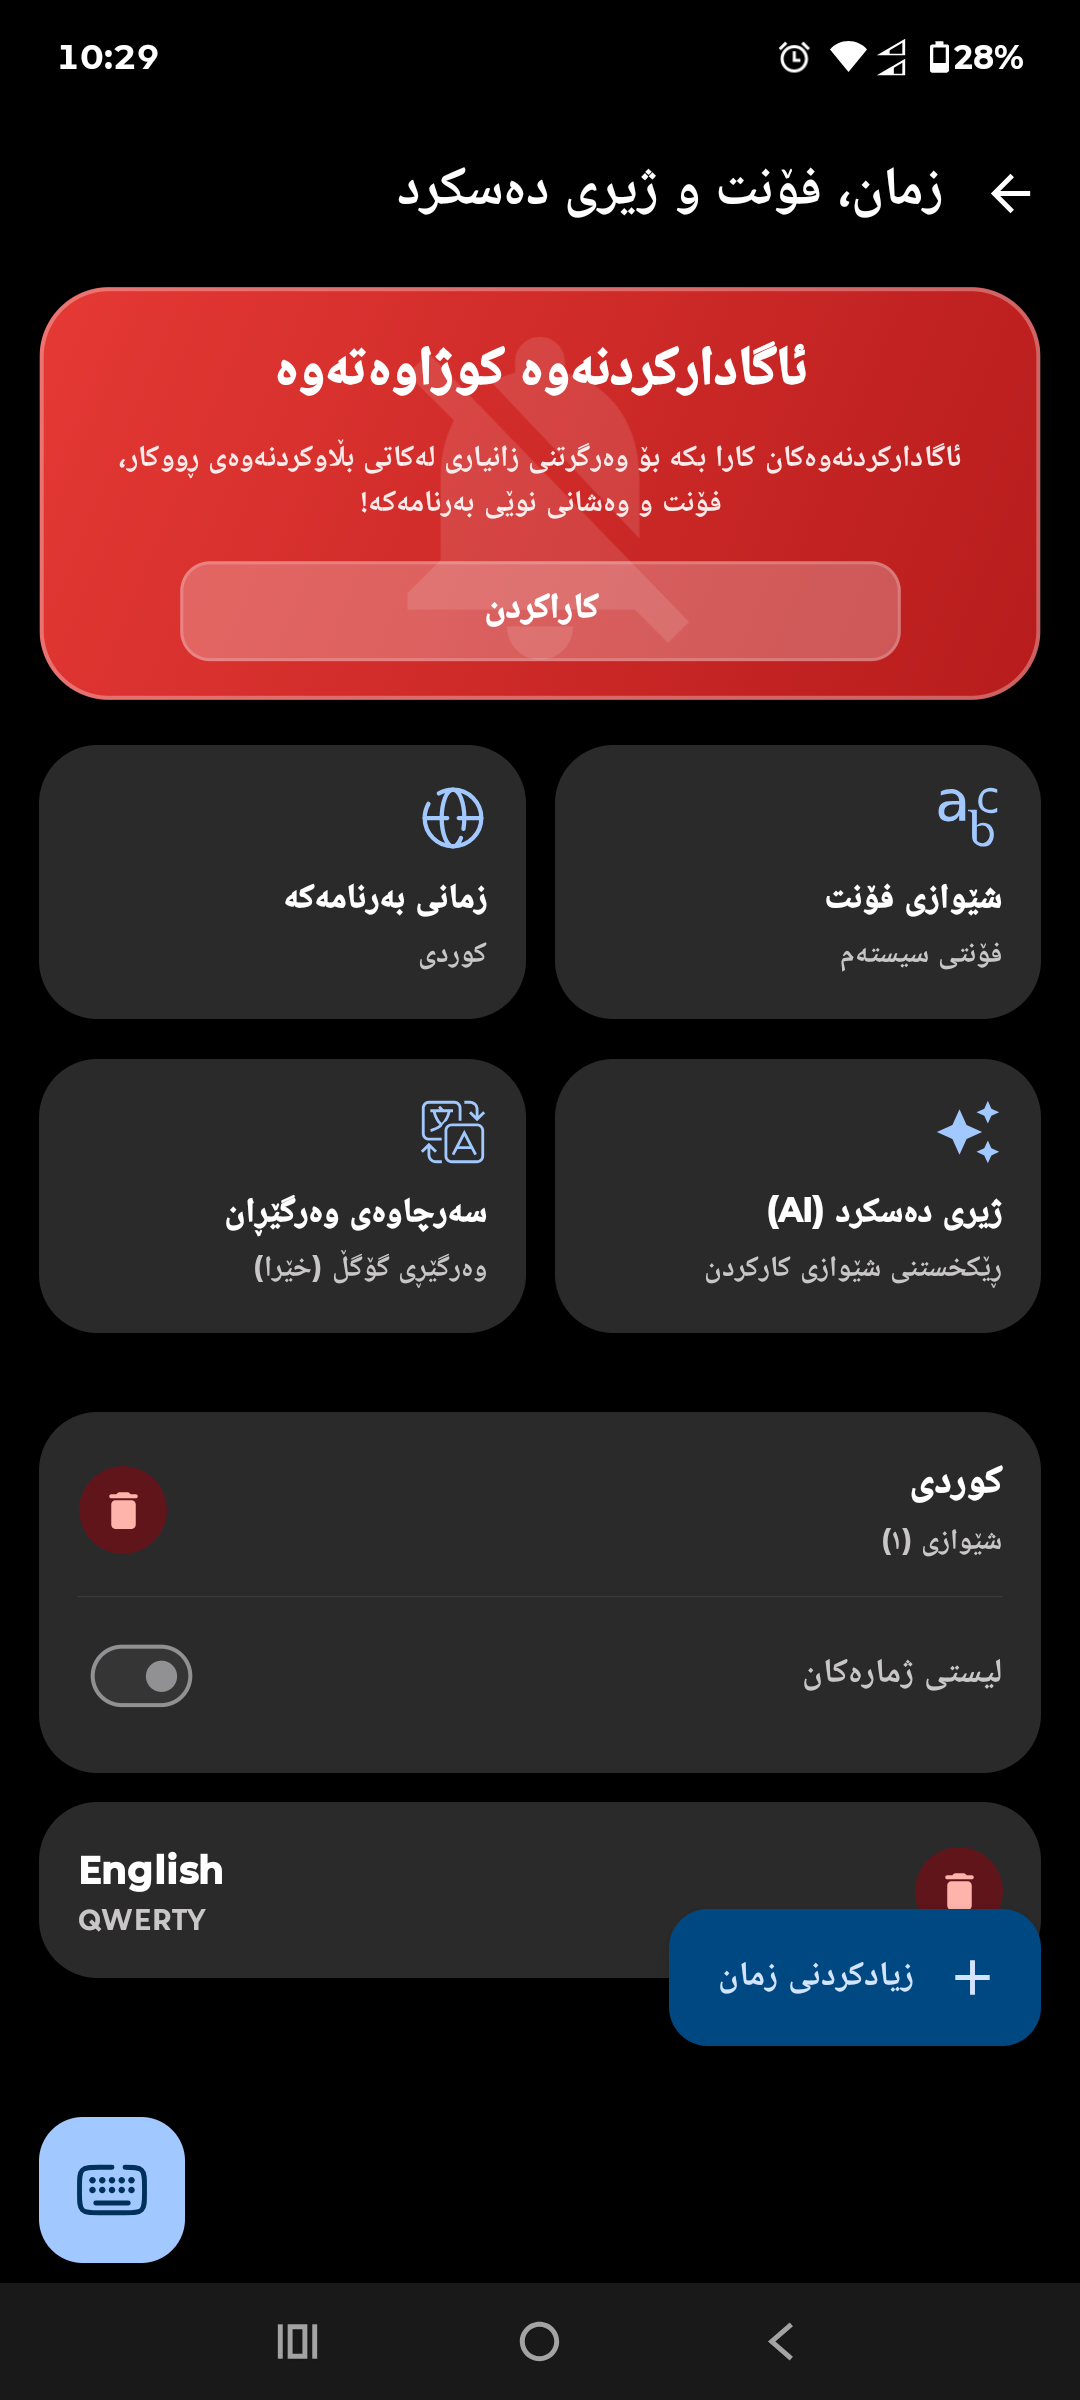 10:29
28%
زمان، فۆنت و ژیری دەسکرد
ئاگادارکردنەوە کوژاوەتەوە
ئاگادارکردنەوەکان کارا بکە بۆ وەرگرتنی زانیاری لەکاتی بڵاوکردنەوەی ڕووکار،
فۆنت و وەشانی نوێی بەرنامەکە!
کاراکردن
شێوازی فۆنت
فۆنتی سیستەم
زمانی بەرنامەکە
کوردی
ژیری دەسکرد (AI)
ڕێکخستنی شێوازی کارکردن
سەرچاوەی وەرگێڕان
وەرگێڕی گۆگڵ (خێرا)
کوردی
شێوازی (١)
لیستی ژمارەکان
English
QWERTY
زیادکردنی زمان